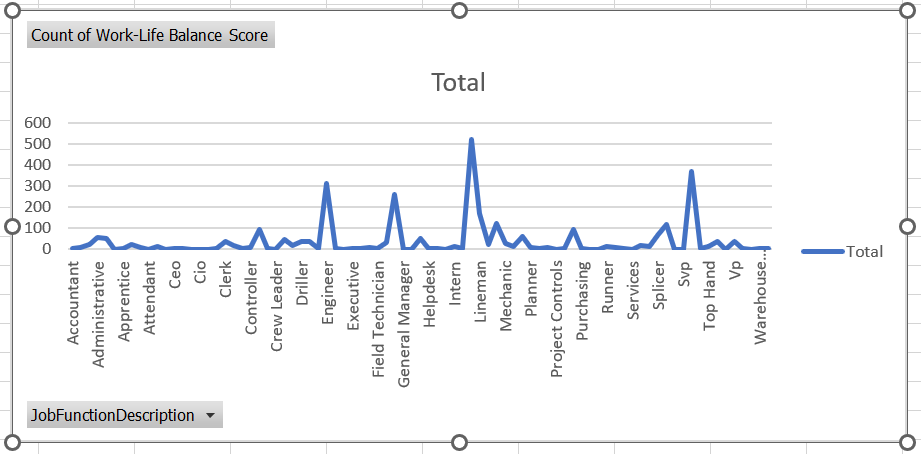 Count of Work-Life Balance Score
Total
600
500
400
300
200
100
0
Accountant
Administrative
Apprentice
Attendant
Ceo
Cio
Clerk
Controller
Crew Leader
Driller
Engineer
Executive
Field Technician
General Manager
Helpdesk
Intern
Lineman
Mechanic
Planner
Project Controls
Purchasing
Runner
Services
Splicer
Svp
Top Hand
Vp
Warehouse...
Total
JobFunctionDescription